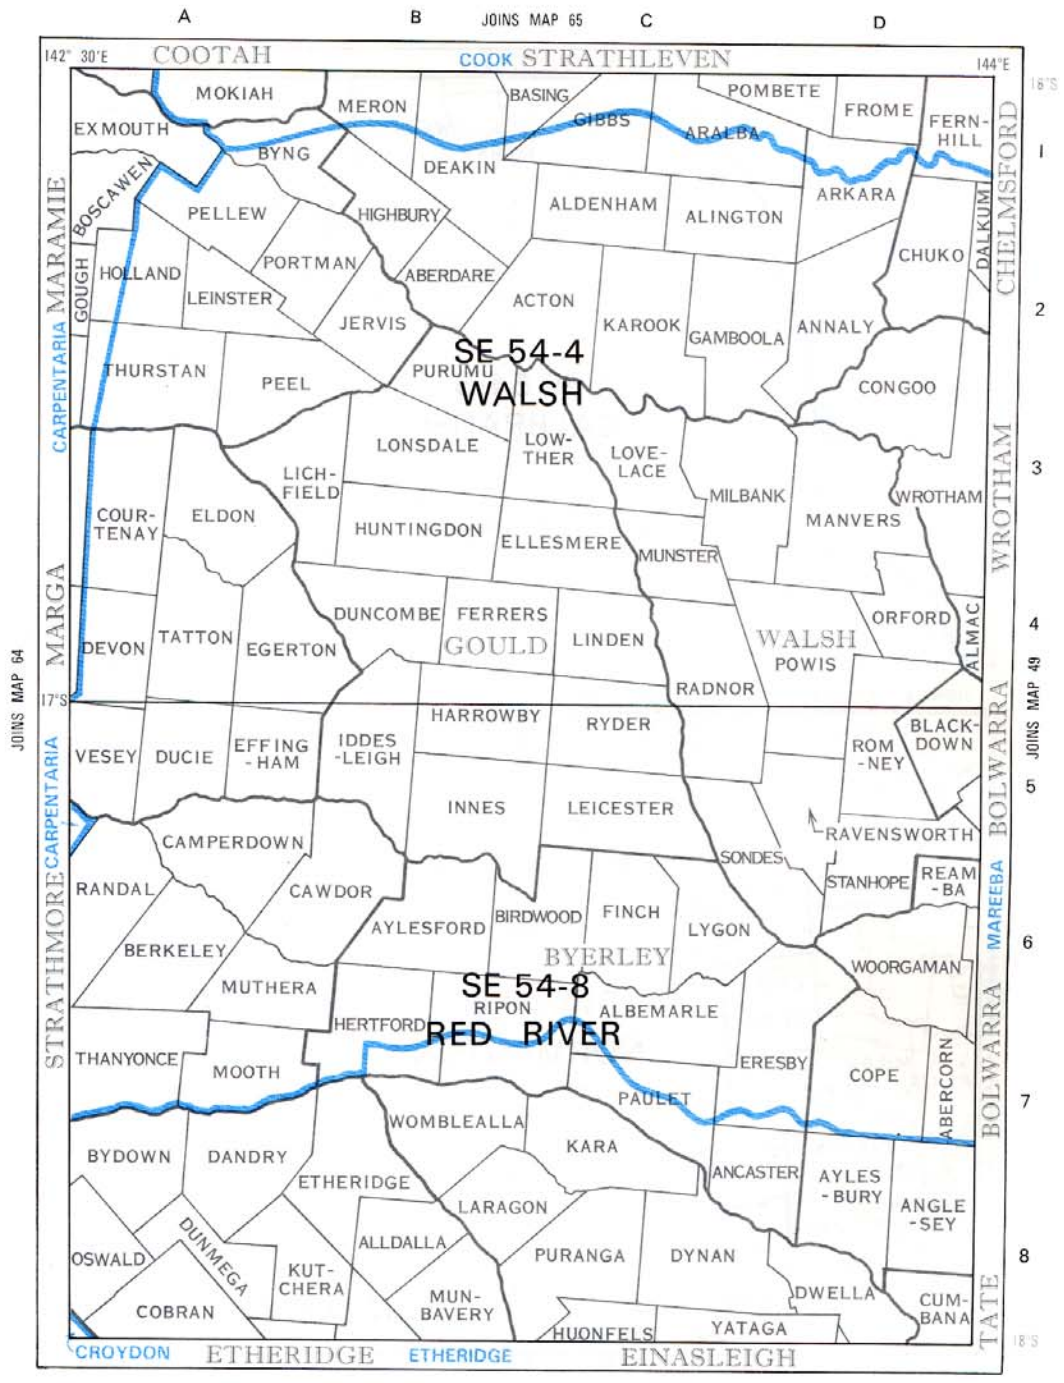 A B JOINS MAP 65 C D
142° 30'E COOTAH COOK STRATHLEVEN 144°E
16°S
MOKIAH MERON BASING POMBETE FROME
EXMOUTH GIBBS ARALBA FERN-
HILL
1
BYNG DEAKIN ARKARA
BOSCAWEN PELLEW HIGHBURY ALDENHAM ALINGTON DALKUM CHELMSFORD
MARAMIE GOUGH HOLLAND PORTMAN ABERDARE CHUKO
LEINSTER ACTON
2
JERVIS KAROOK GAMBOOLA ANNALY
CARPENTARIA
THURSTAN PEEL PURUMU CONGOO
SE 54-4
WALSH
LONSDALE LOW-
THER
LOVE-
LACE
3
LICH-
FIELD
MILBANK WROTHAM WROTHAM
COUR-
TENAY
ELDON HUNTINGDON ELLESMERE MANVERS
MUNSTER
MARGA
DUNCOMBE FERRERS ORFORD ALMAC
4
DEVON TATTON EGERTON GOULD LINDEN WALSH
POWIS
JOINS MAP 64
RADNOR
JOINS MAP 49
17°S
HARROWBY RYDER BLACK-
DOWN
VESEY DUCIE EFFING
-HAM
IDDES
-LEIGH
ROM
-NEY
BOLWARRA
5
CARPENTARIA
INNES LEICESTER RAVENSWORTH
CAMPERDOWN SONDES
RANDAL CAWDOR STANHOPE REAM
-BA
MAREEBA
STRATHMORE
AYLESFORD BIRDWOOD FINCH LYGON
6
BERKELEY BYERLEY WOORGAMAN
MUTHERA SE 54-8
HERTFORD RIPON ALBEMARLE
RED RIVER
BOLWARRA
THANYONCE MOOTH ERESBY COPE ABERCORN
7
PAULET
WOMBLEALLA KARA
BYDOWN DANDRY ETHERIDGE ANCASTER AYLES
-BURY
LARAGON ANGLE
-SEY
OSWALD DUNMEGA ALLDALLA PURANGA DYNAN
8
KUT-
CHERA
MUN-
BAVERY
DWELLA CUM-
BANA
TATE
COBRAN HUONFELS YATAGA
18°S
CROYDON ETHERIDGE ETHERIDGE EINASLEIGH